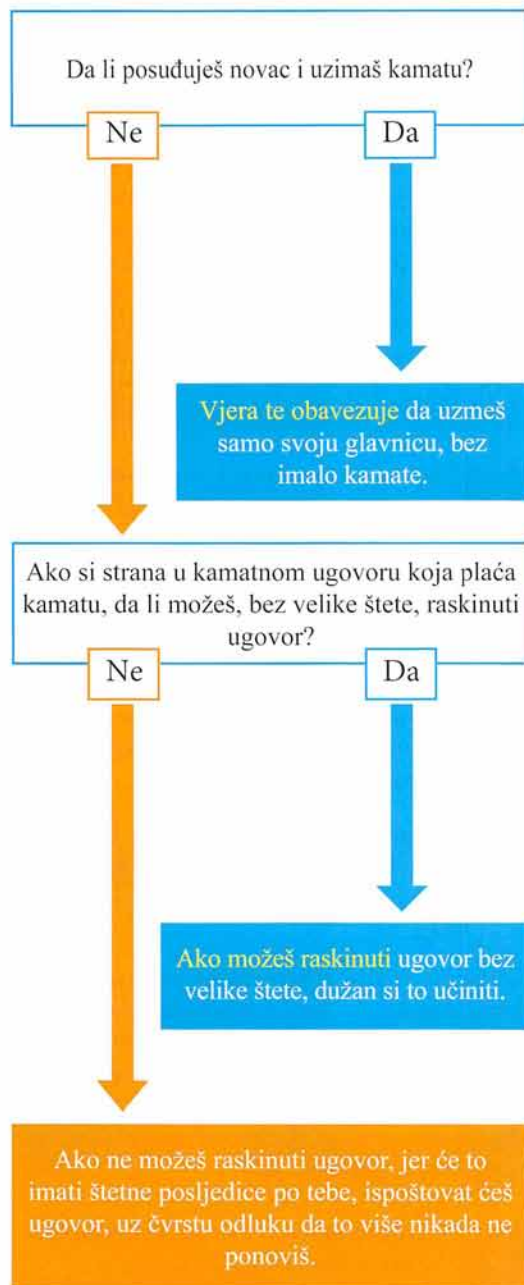 Da li posuđuješ novac i uzimaš kamatu?
Ne
Da
Vjera te obavezuje da uzmeš
samo svoju glavnicu, bez
imalo kamate.
Ako si strana u kamatnom ugovoru koja plaća
kamatu, da li možeš, bez velike štete, raskinuti
ugovor?
Ne
Da
Ako možeš raskinuti ugovor bez
velike štete, dužan si to učiniti.
Ako ne možeš raskinuti ugovor, jer će to
imati štetne posljedice po tebe, ispoštovat ćeš
ugovor, uz čvrstu odluku da to više nikada ne
ponoviš.